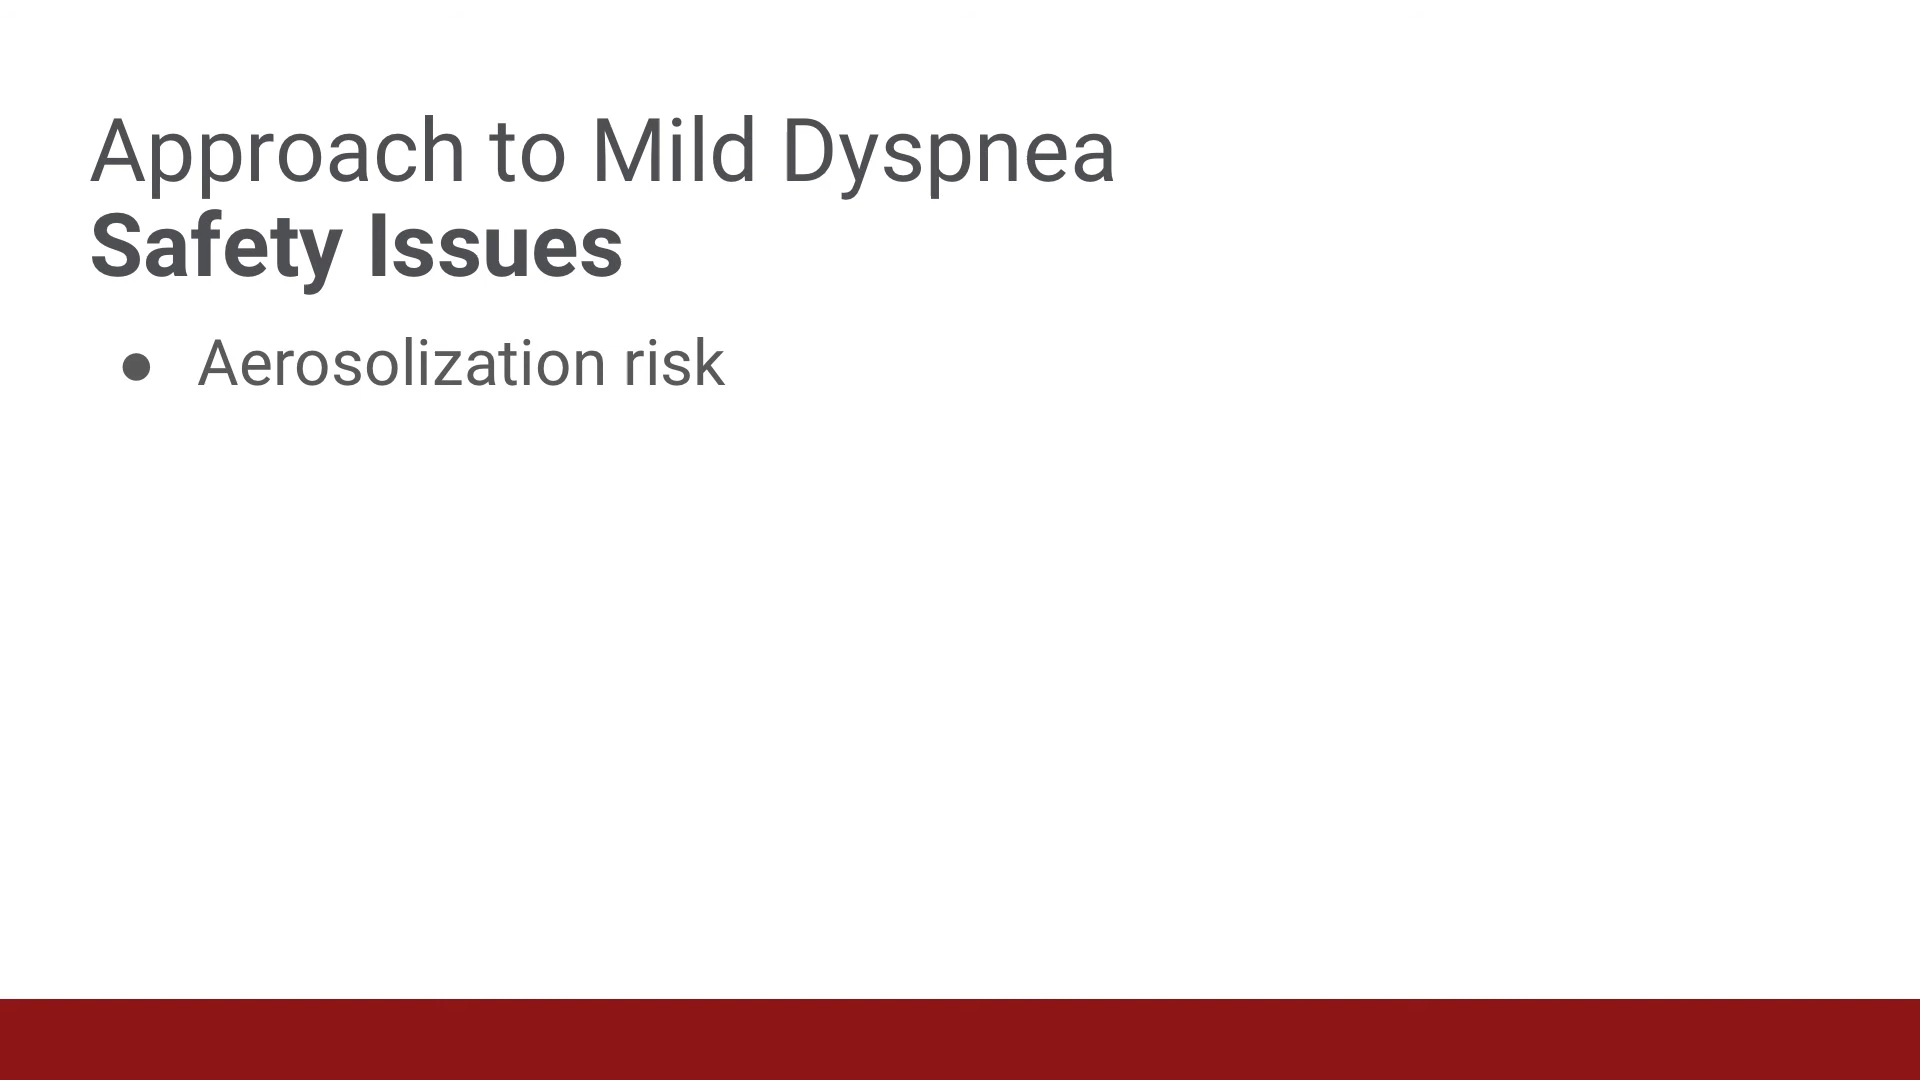 Approach to Mild Dyspnea
Safety Issues
● Aerosolization risk